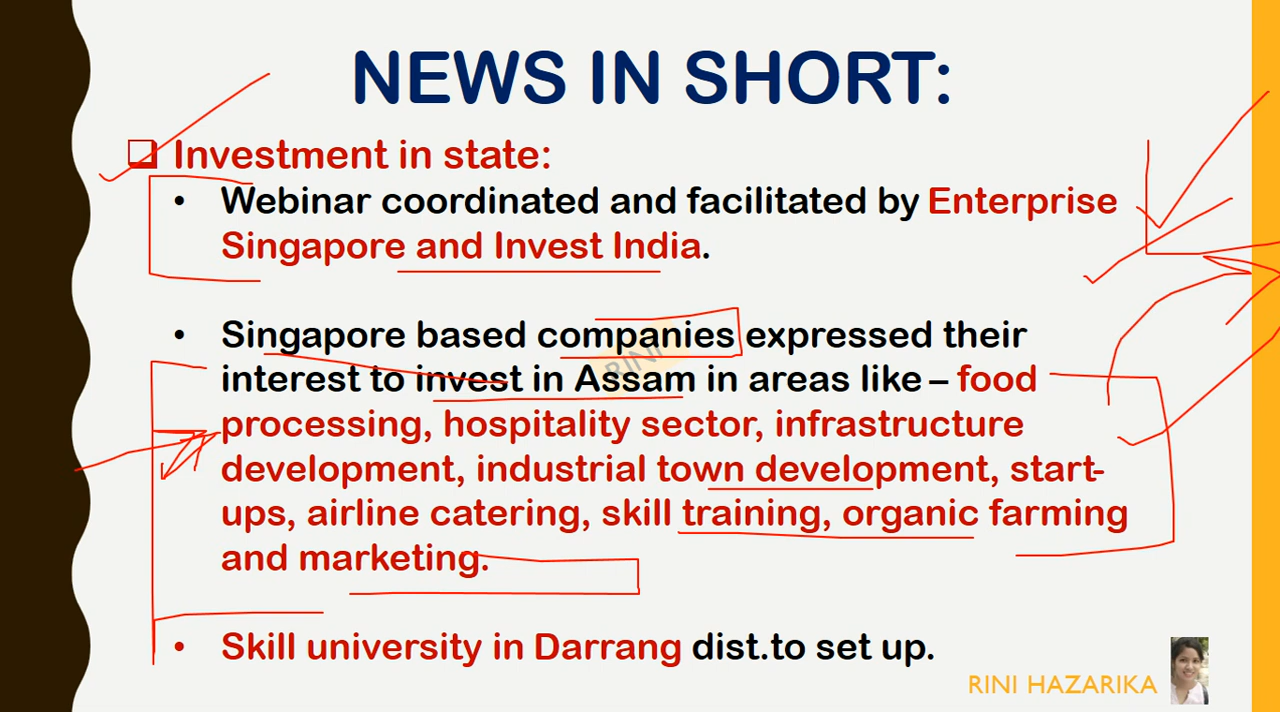 NEWS IN SHORT:
Investment in state:
• Webinar coordinated and facilitated by Enterprise
Singapore and Invest India.
• Singapore based companies expressed their
interest to invest in Assam in areas like – food
processing, hospitality sector, infrastructure
development, industrial town development, start-
ups, airline catering, skill training, organic farming
and marketing.
• Skill university in Darrang dist.to set up.
RINI
RINI HAZARIKA